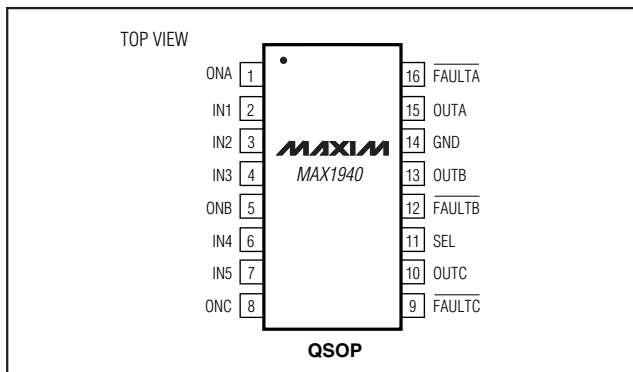 TOP VIEW
ONA 1 16 FAULTA
IN1 2 15 OUTA
IN2 3 14 GND
MAXIM
IN3 4 13 OUTB
MAX1940
ONB 5 12 FAULTB
IN4 6 11 SEL
IN5 7 10 OUTC
ONC 8 9 FAULTC
QSOP